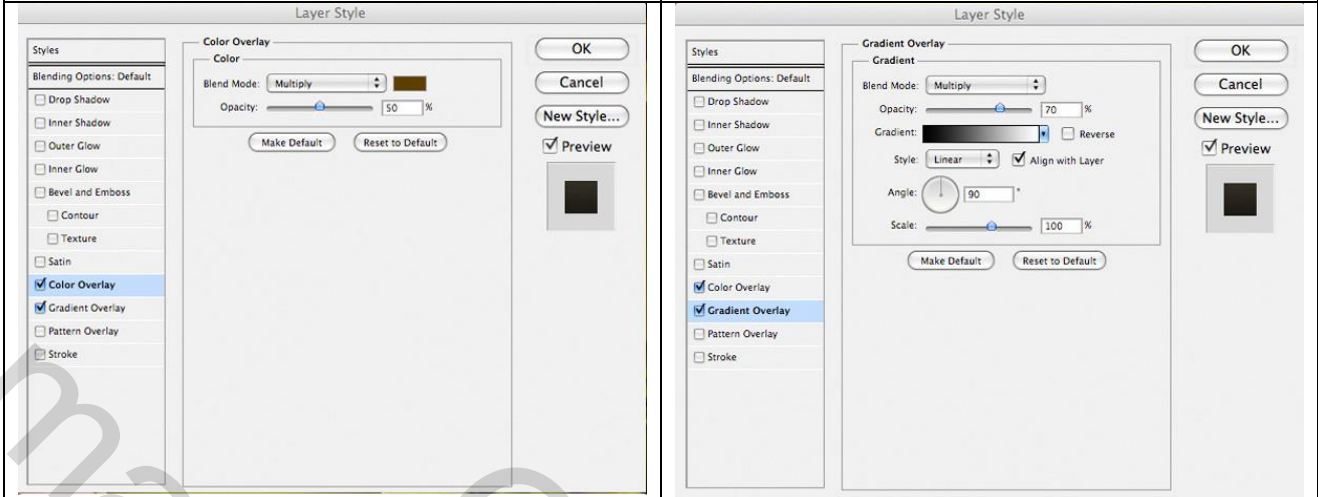 Layer Style
Styles
Blending Options: Default
Drop Shadow
Inner Shadow
Outer Glow
Inner Glow
Bevel and Emboss
Contour
Texture
Satin
Color Overlay
Gradient Overlay
Pattern Overlay
Stroke
Color Overlay
Color
Blend Mode: Multiply
Opacity: 50 %
Make Default Reset to Default
OK
Cancel
New Style...
Preview
Layer Style
Styles
Blending Options: Default
Drop Shadow
Inner Shadow
Outer Glow
Inner Glow
Bevel and Emboss
Contour
Texture
Satin
Color Overlay
Gradient Overlay
Pattern Overlay
Stroke
Gradient Overlay
Gradient
Blend Mode: Multiply
Opacity: 70 %
Gradient: Reverse
Style: Linear Align with Layer
Angle: 90 °
Scale: 100 %
Make Default Reset to Default
OK
Cancel
New Style...
Preview